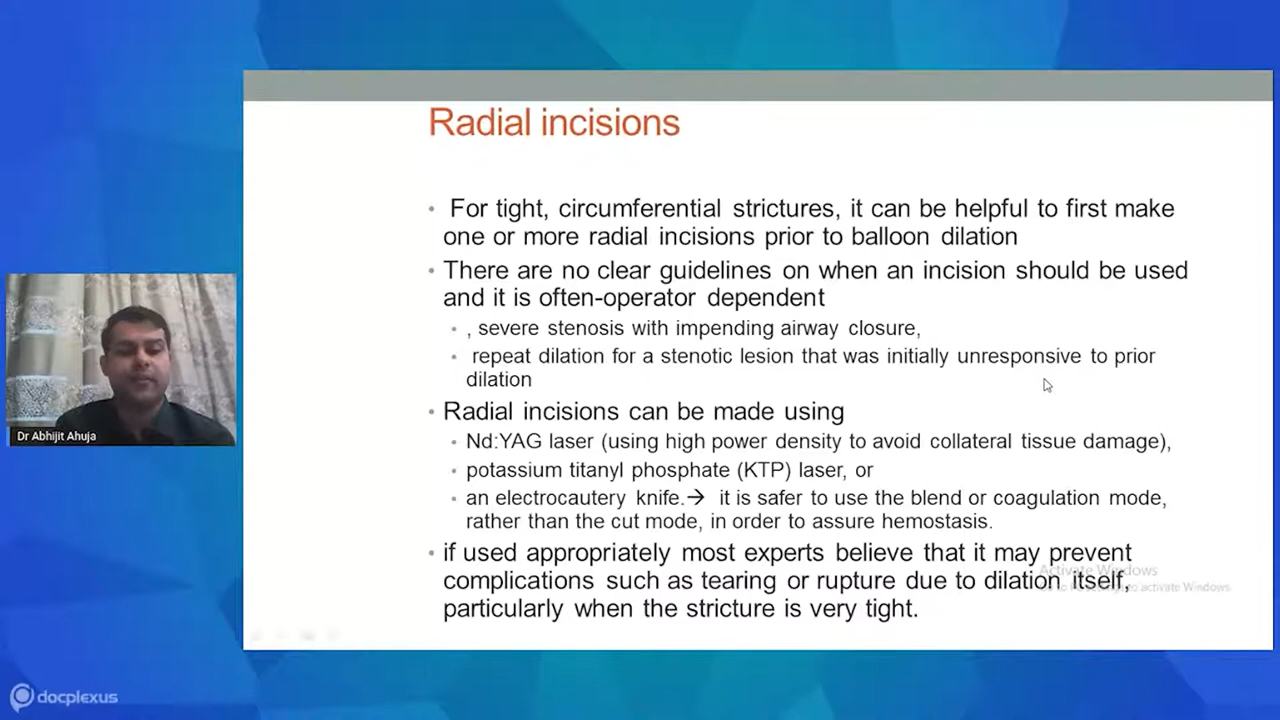 Radial incisions
• For tight, circumferential strictures, it can be helpful to first make
one or more radial incisions prior to balloon dilation
• There are no clear guidelines on when an incision should be used
and it is often-operator dependent
• , severe stenosis with impending airway closure,
• repeat dilation for a stenotic lesion that was initially unresponsive to prior
dilation
• Radial incisions can be made using
• Nd:YAG laser (using high power density to avoid collateral tissue damage),
• potassium titanyl phosphate (KTP) laser, or
• an electrocautery knife.→ it is safer to use the blend or coagulation mode,
rather than the cut mode, in order to assure hemostasis.
• if used appropriately most experts believe that it may prevent
complications such as tearing or rupture due to dilation itself,
particularly when the stricture is very tight.
Activate Windows
to activate Windows
Dr Abhijit Ahuja
docplexus